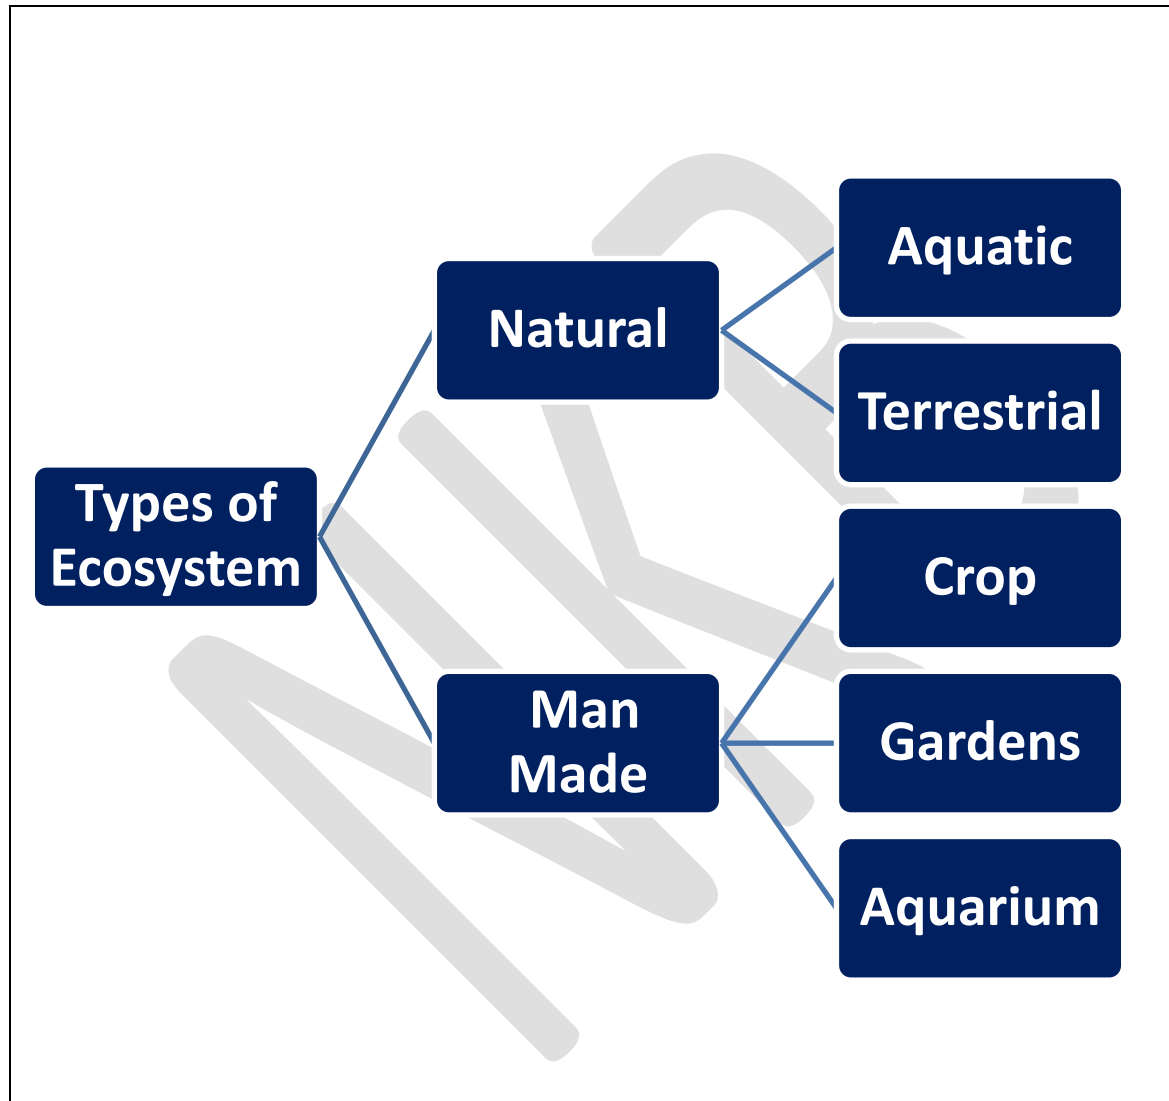 Types of
Ecosystem
Natural
Aquatic
Terrestrial
Man
Made
Crop
Gardens
Aquarium